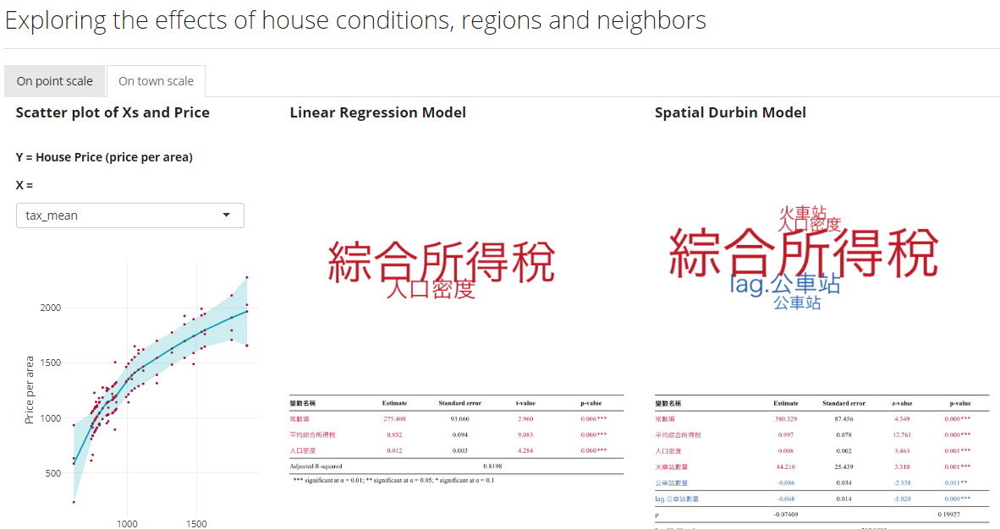 Exploring the effects of house conditions, regions and neighbors
On point scale
On town scale
Scatter plot of Xs and Price
Y = House Price (price per area)
X =
tax_mean
Price per area
2000
1500
1000
500
1000 1500
Linear Regression Model
綜合所得稅
人口密度
變數名稱 Estimate Standard error t-value p-value
常數項 275.400 93.060 2.960 0.006***
平均綜合所得稅 0.852 0.094 9.083 0.000***
人口密度 0.012 0.003 4.284 0.000***
Adjusted R-squared 0.8198
*** significant at α = 0.01; ** significant at α = 0.05; * significant at α = 0.1
Spatial Durbin Model
火車站
人口密度
綜合所得稅
lag.公車站
公車站
變數名稱 Estimate Standard error z-value p-value
常數項 380.329 87.456 4.349 0.000***
平均綜合所得稅 0.997 0.078 12.761 0.000***
人口密度 0.008 0.002 3.463 0.001***
火車站數量 84.210 25.439 3.310 0.001***
公車站數量 -0.086 0.034 -2.538 0.011**
lag.公車站數量 -0.068 0.014 -5.020 0.000***
ρ -0.07409 0.19927